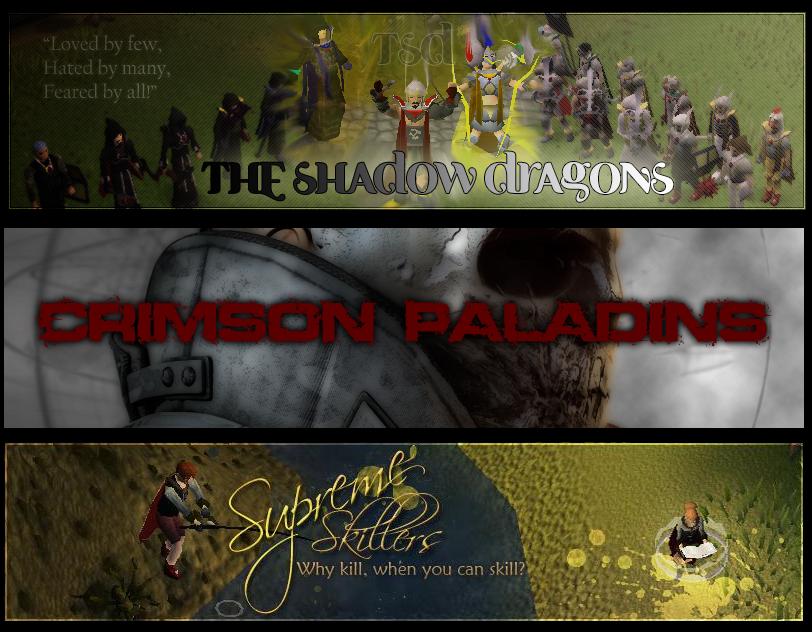 "Loved by few,
Hated by many,
Feared by all!"
TSd
THE SHAdOW dRAGONS
CRIMSON PALADINS
Supreme
Skillers
Why kill, when you can skill?